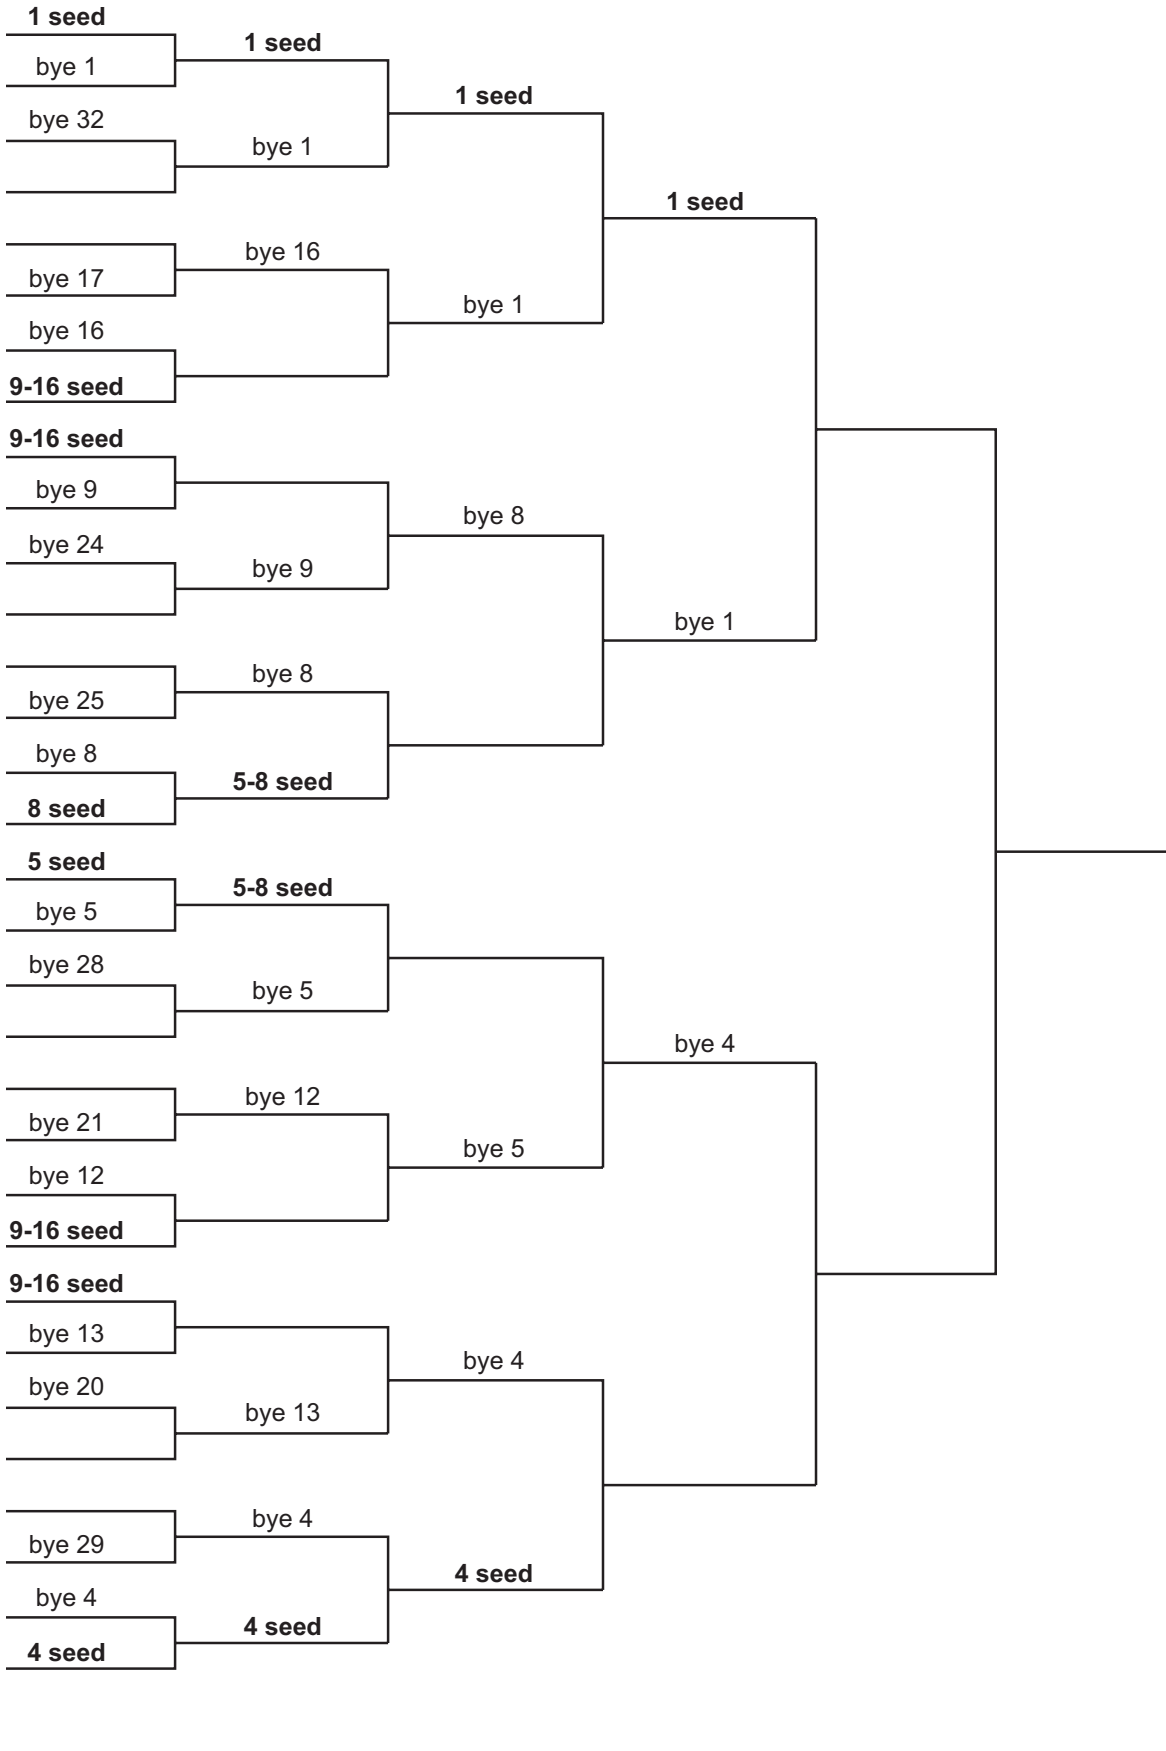 1 seed
1 seed
bye 1
1 seed
bye 32
bye 1
1 seed
bye 16
bye 17
bye 1
bye 16
9-16 seed
9-16 seed
bye 9
bye 8
bye 24
bye 9
bye 1
bye 8
bye 25
bye 8
5-8 seed
8 seed
5 seed
5-8 seed
bye 5
bye 28
bye 5
bye 4
bye 12
bye 21
bye 5
bye 12
9-16 seed
9-16 seed
bye 13
bye 4
bye 20
bye 13
bye 4
bye 29
4 seed
bye 4
4 seed
4 seed